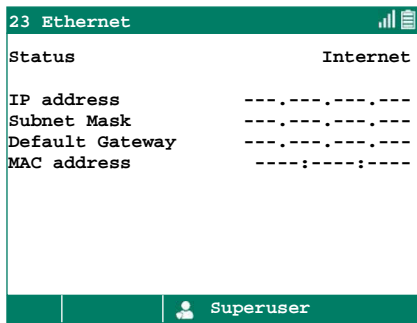 23 Ethernet
Status Internet
IP address ---.---.---.---
Subnet Mask ---.---.---.---
Default Gateway ---.---.---.---
MAC address ----:----:----
Superuser